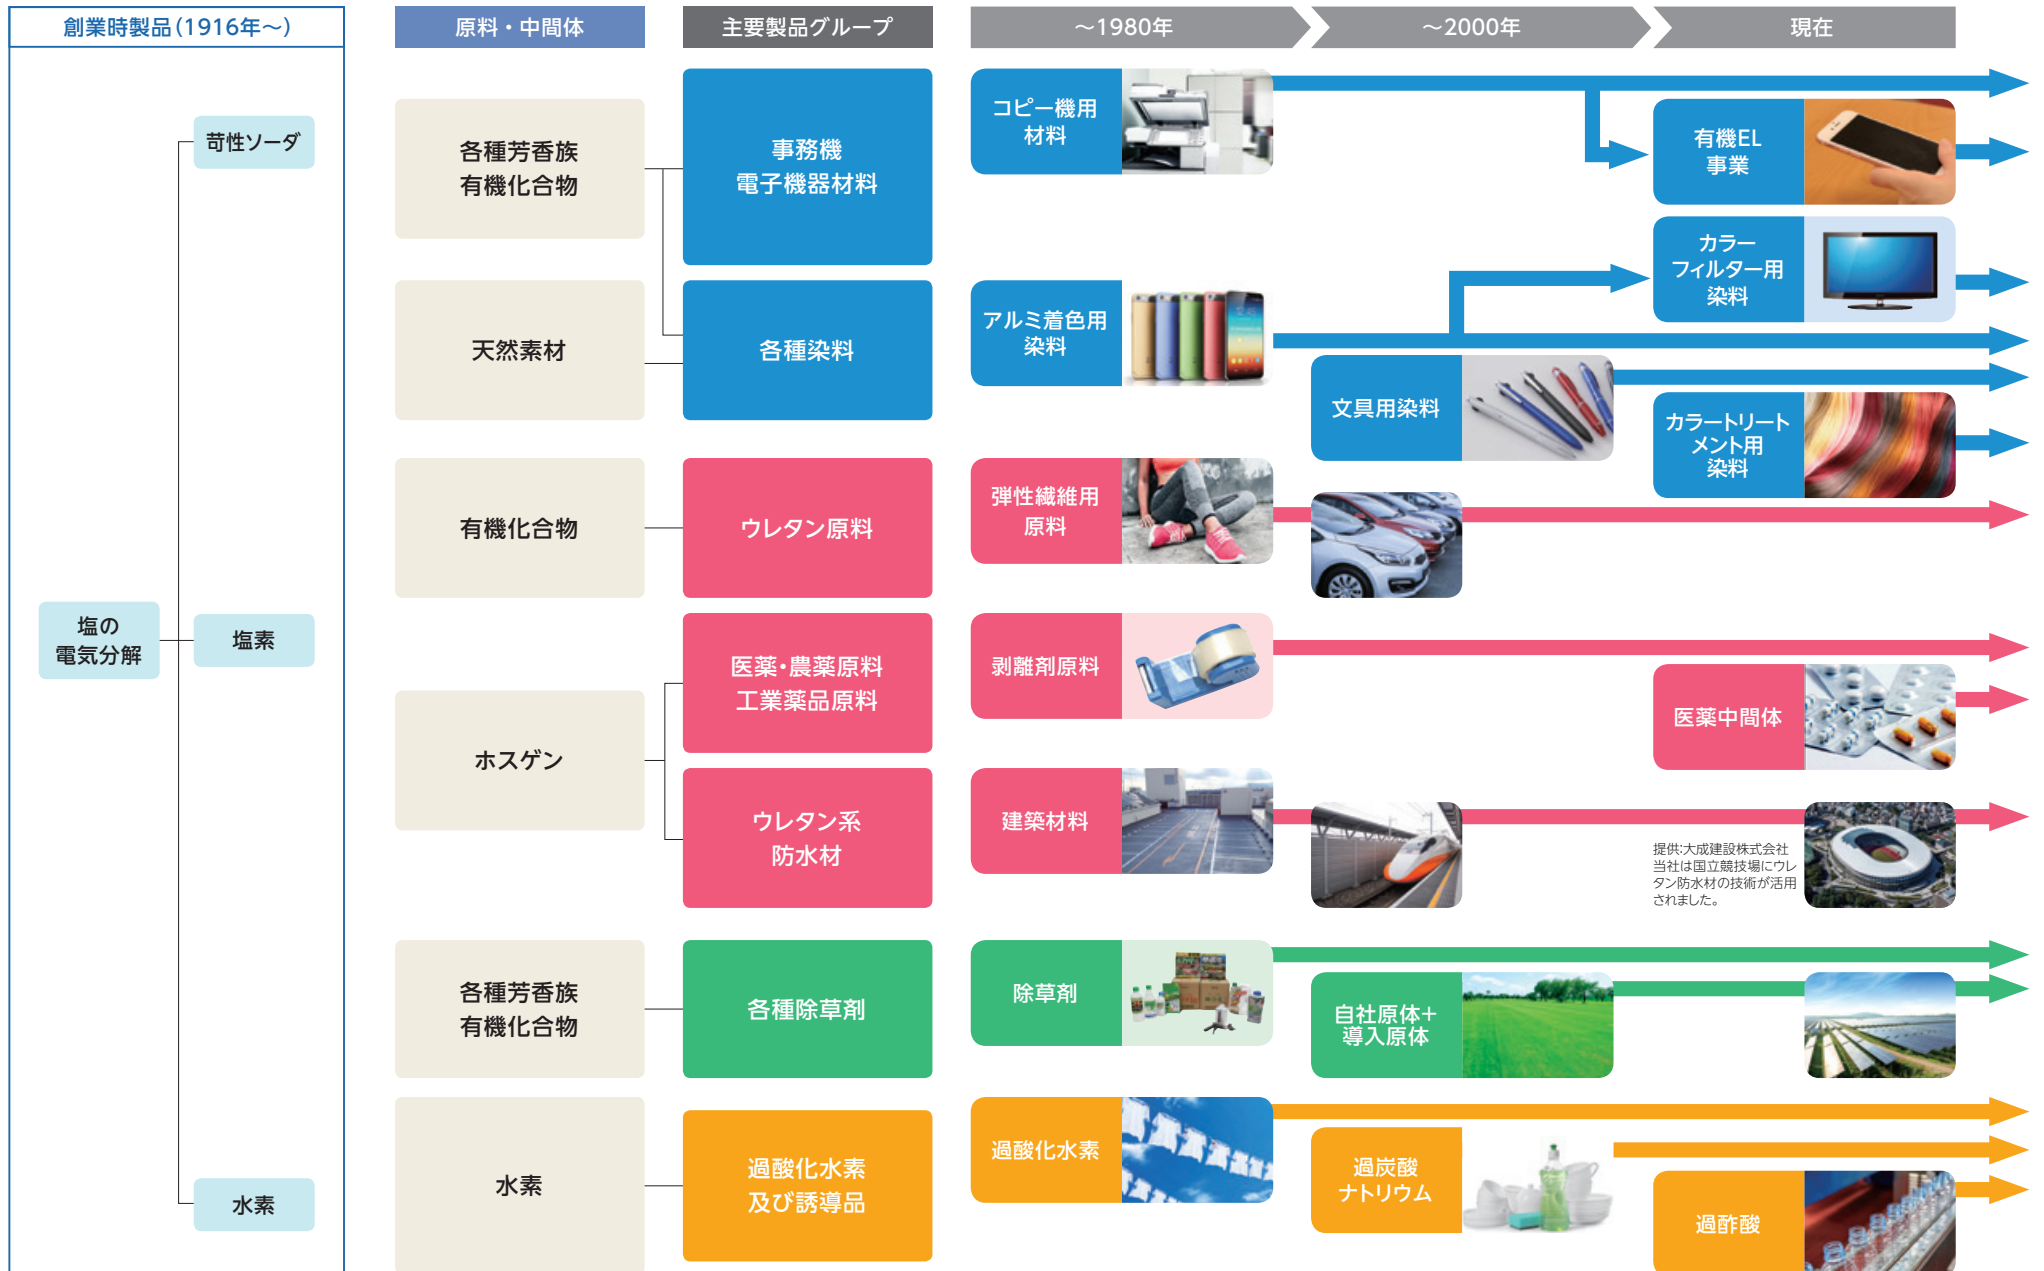 創業時製品(1916年～)
原料・中間体
主要製品グループ
～1980年
～2000年
現在
塩の
電気分解
苛性ソーダ
塩素
水素
各種芳香族
有機化合物
事務機
電子機器材料
コピー機用
材料
有機EL
事業
カラー
フィルター用
染料
天然素材
各種染料
アルミ着色用
染料
文具用染料
カラートリート
メント用
染料
有機化合物
ウレタン原料
弾性繊維用
原料
ホスゲン
医薬・農薬原料
工業薬品原料
剥離剤原料
医薬中間体
ウレタン系
防水材
建築材料
提供:大成建設株式会社
当社は国立競技場にウレ
タン防水材の技術が活用
されました。
各種芳香族
有機化合物
各種除草剤
除草剤
自社原体＋
導入原体
水素
過酸化水素
及び誘導品
過酸化水素
過炭酸
ナトリウム
過酢酸